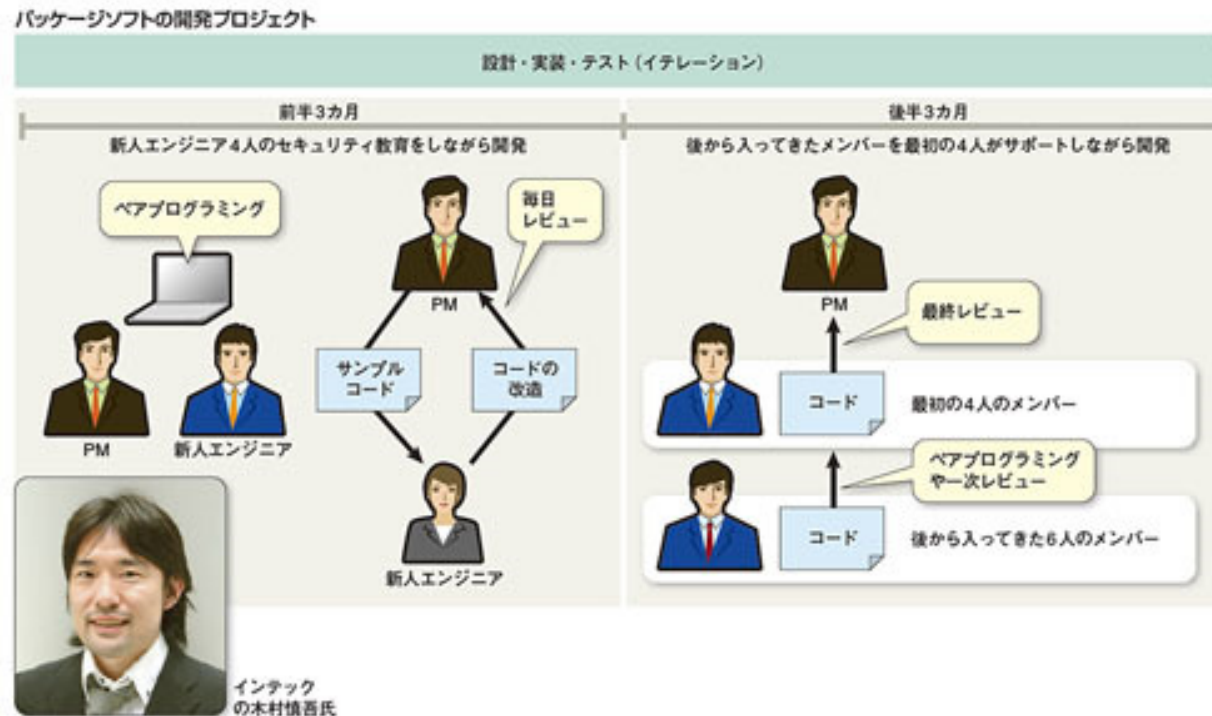 パッケージソフトの開発プロジェクト
設計・実装・テスト（イテレーション）
前半3カ月
新人エンジニア4人のセキュリティ教育をしながら開発
ペアプログラミング
PM
新人エンジニア
毎日
レビュー
PM
サンプル
コード
コードの
改造
新人エンジニア
インテック
の木村慎吾氏
後半3カ月
後から入ってきたメンバーを最初の4人がサポートしながら開発
PM
最終レビュー
コード
最初の4人のメンバー
ペアプログラミング
や一次レビュー
コード
後から入ってきた6人のメンバー